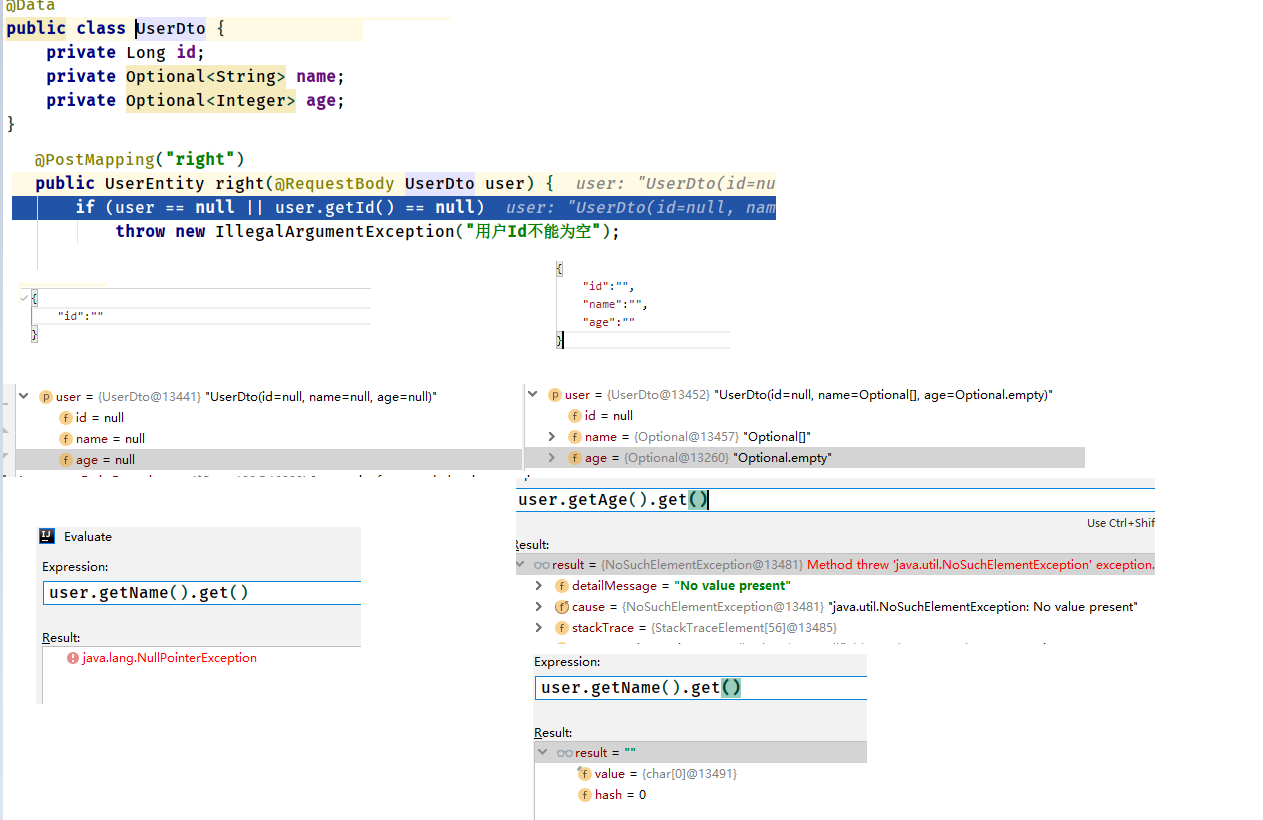 @Data
public class UserDto {
private Long id;
private Optional<String> name;
private Optional<Integer> age;
}
@PostMapping("right")
public UserEntity right(@RequestBody UserDto user) { user: "UserDto(id=nu
if (user == null || user.getId() == null) user: "UserDto(id=null, nam
throw new IllegalArgumentException("用户Id不能为空");
{
"id":""
}
{
"id":"",
"name":"",
"age":""
}
user = {UserDto@13441} "UserDto(id=null, name=null, age=null)"
id = null
name = null
age = null
user = {UserDto@13452} "UserDto(id=null, name=Optional[], age=Optional.empty)"
id = null
name = {Optional@13457} "Optional[]"
age = {Optional@13260} "Optional.empty"
Evaluate
Expression:
user.getName().get()
Result:
java.lang.NullPointerException
user.getAge().get()
Use Ctrl+Shif
Result:
result = {NoSuchElementException@13481} Method threw 'java.util.NoSuchElementException' exception.
detailMessage = "No value present"
cause = {NoSuchElementException@13481} "java.util.NoSuchElementException: No value present"
stackTrace = {StackTraceElement[56]@13485}
Expression:
user.getName().get()
Result:
result = ""
value = {char[0]@13491}
hash = 0